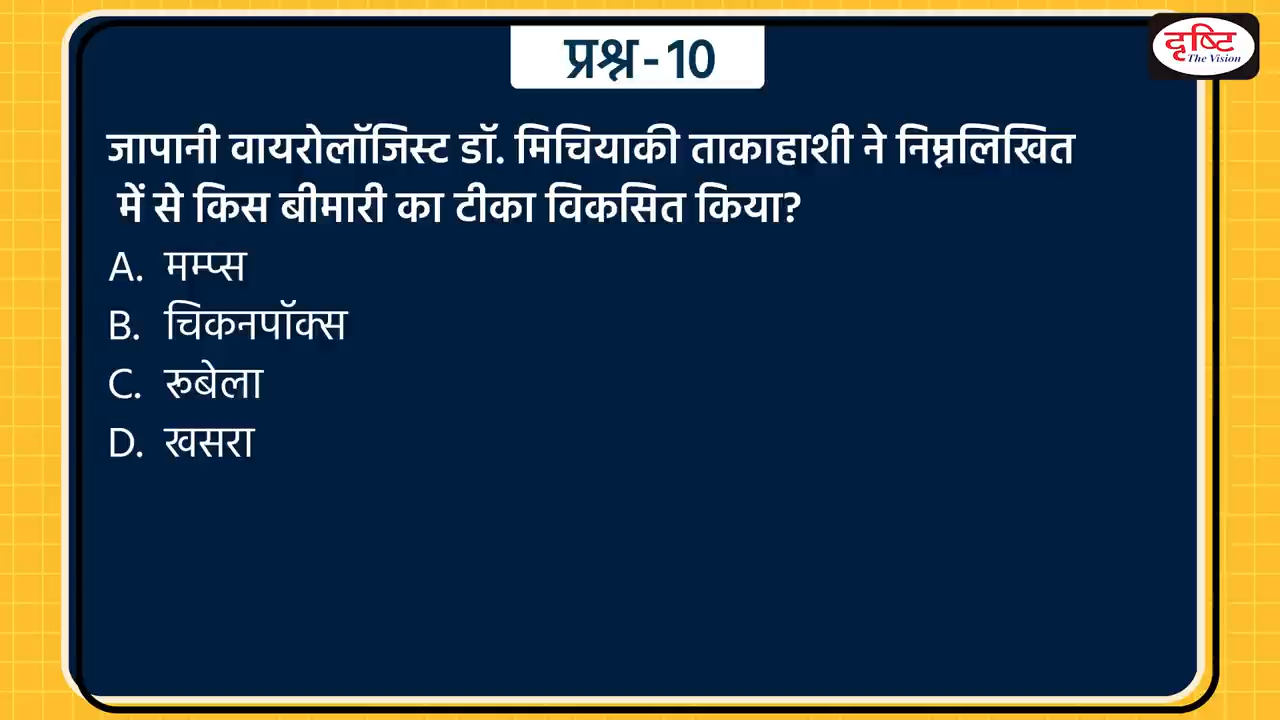 प्रश्न-10
दृष्टि
The Vision
जापानी वायरोलॉजिस्ट डॉ. मिचियाकी ताकाहाशी ने निम्नलिखित
में से किस बीमारी का टीका विकसित किया?
A. मम्प्स
B. चिकनपॉक्स
C. रूबेला
D. खसरा